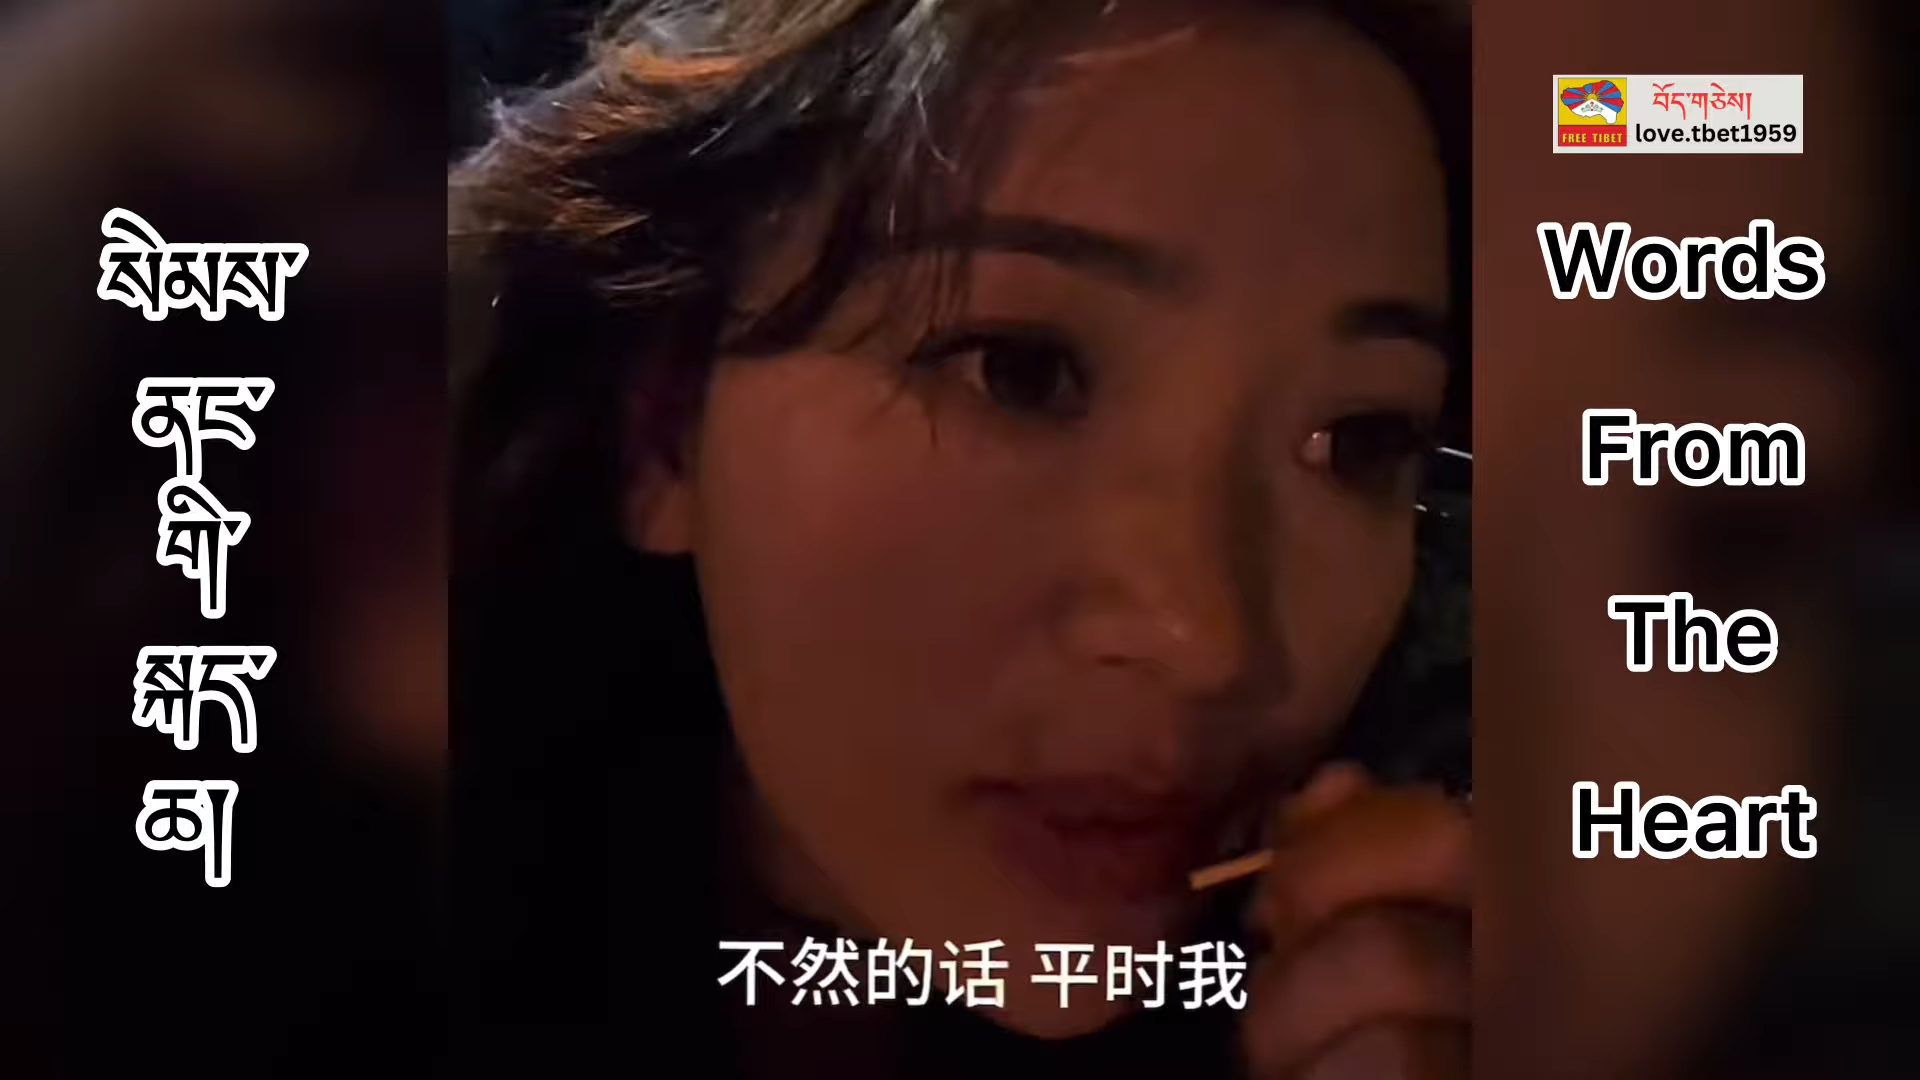 བོད་གཅེས།
FREE TIBET
love.tbet1959
སེམས་
ནང་
གི་
སྐད་
ཆ།
Words
From
The
Heart
不然的话 平时我